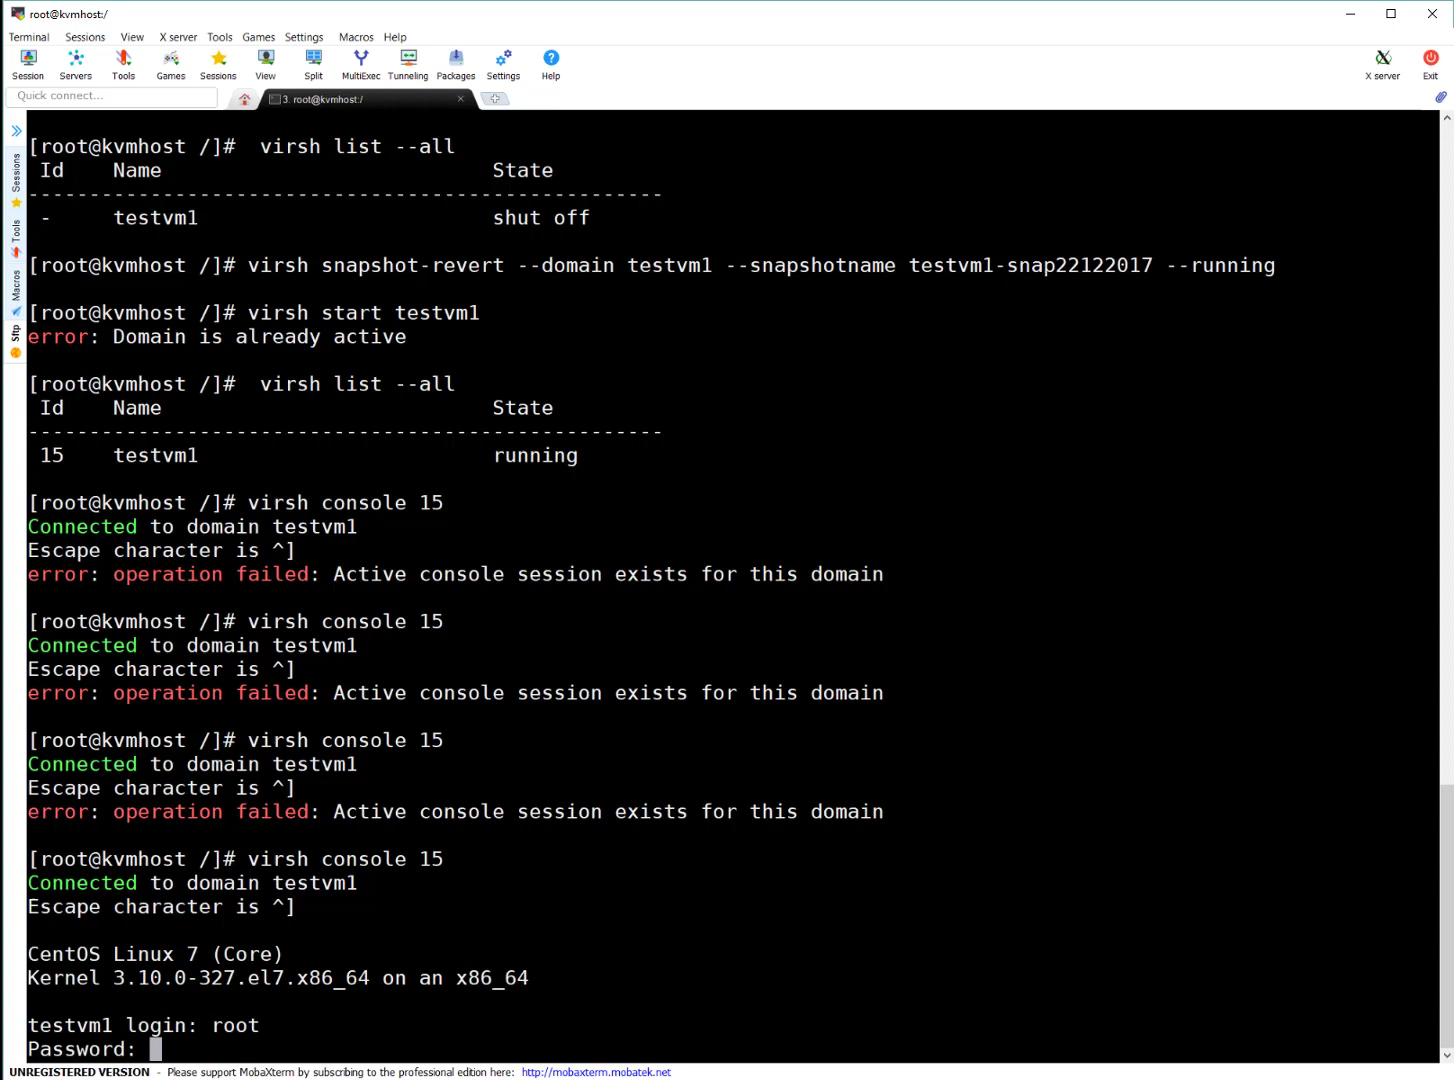 root@kvmhost:/
Terminal Sessions View X server Tools Games Settings Macros Help
Session Servers Tools Games Sessions View Split MultiExec Tunneling Packages Settings Help X server Exit
Quick connect... 3. root@kvmhost:/
Sessions
Tools
Macros
Sftp
[root@kvmhost /]#  virsh list --all
 Id    Name                           State
----------------------------------------------------
 -     testvm1                        shut off
[root@kvmhost /]# virsh snapshot-revert --domain testvm1 --snapshotname testvm1-snap22122017 --running
[root@kvmhost /]# virsh start testvm1
error: Domain is already active
[root@kvmhost /]#  virsh list --all
 Id    Name                           State
----------------------------------------------------
 15    testvm1                        running
[root@kvmhost /]# virsh console 15
Connected to domain testvm1
Escape character is ^]
error: operation failed: Active console session exists for this domain
[root@kvmhost /]# virsh console 15
Connected to domain testvm1
Escape character is ^]
error: operation failed: Active console session exists for this domain
[root@kvmhost /]# virsh console 15
Connected to domain testvm1
Escape character is ^]
error: operation failed: Active console session exists for this domain
[root@kvmhost /]# virsh console 15
Connected to domain testvm1
Escape character is ^]
CentOS Linux 7 (Core)
Kernel 3.10.0-327.el7.x86_64 on an x86_64
testvm1 login: root
Password:
UNREGISTERED VERSION - Please support MobaXterm by subscribing to the professional edition here: http://mobaxterm.mobatek.net